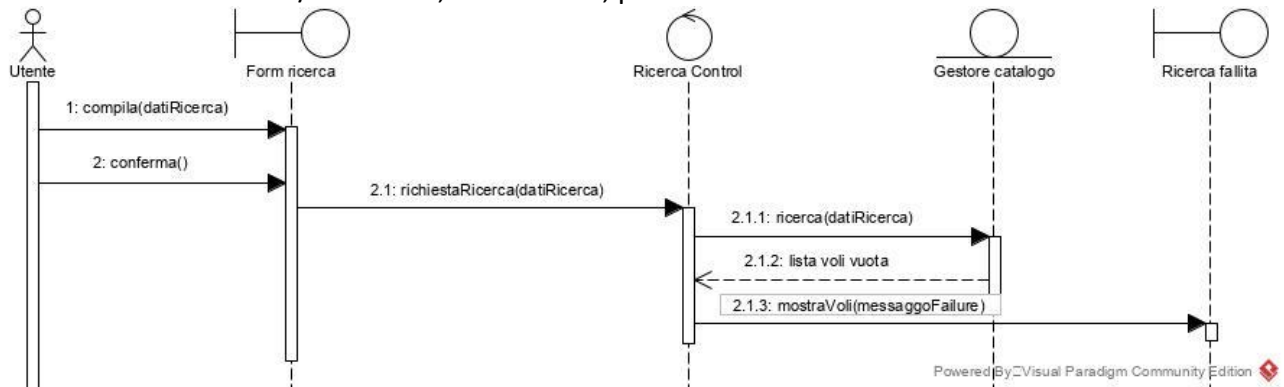 Utente
Form ricerca
Ricerca Control
Gestore catalogo
Ricerca fallita
1: compila(datiRicerca)
2: conferma()
2.1: richiestaRicerca(datiRicerca)
2.1.1: ricerca(datiRicerca)
2.1.2: lista voli vuota
2.1.3: mostraVoli(messaggoFailure)
Powered By Visual Paradigm Community Edition